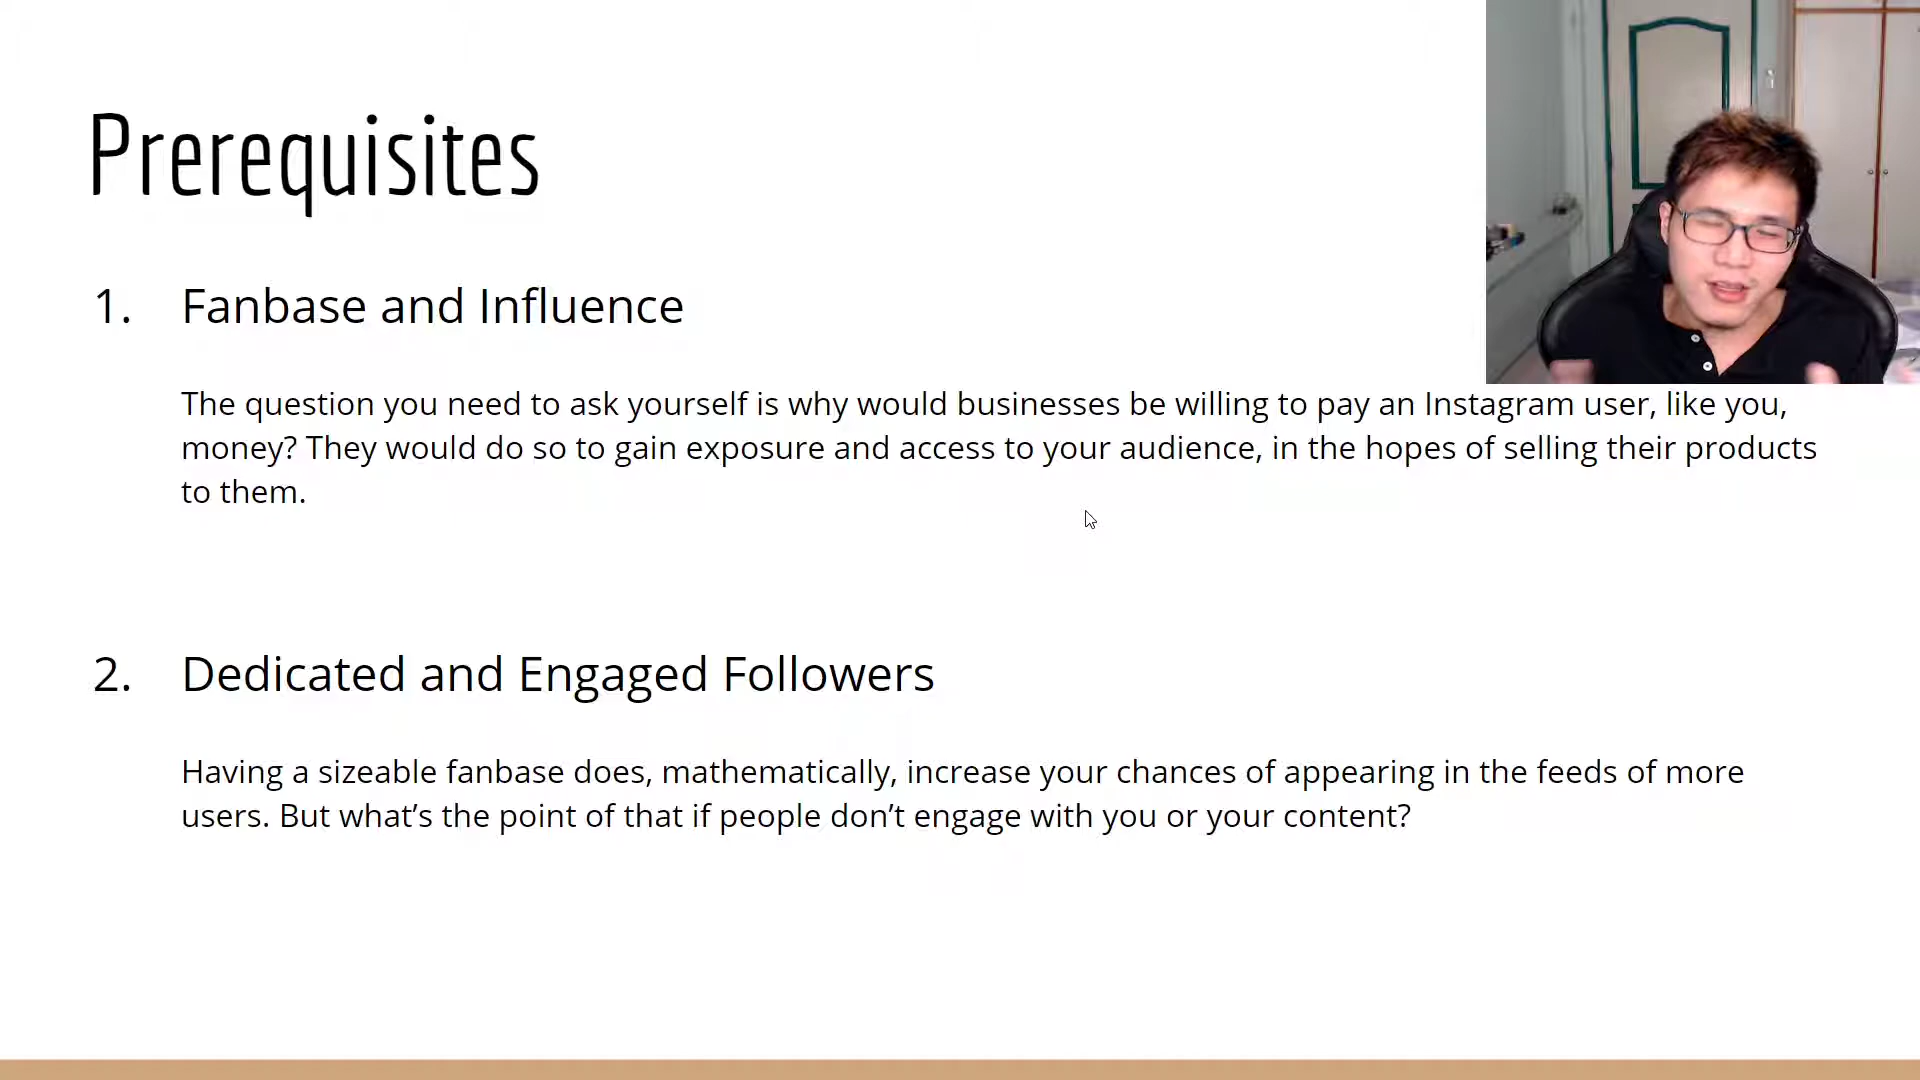 Prerequisites
1. Fanbase and Influence
The question you need to ask yourself is why would businesses be willing to pay an Instagram user, like you,
money? They would do so to gain exposure and access to your audience, in the hopes of selling their products
to them.
2. Dedicated and Engaged Followers
Having a sizeable fanbase does, mathematically, increase your chances of appearing in the feeds of more
users. But what’s the point of that if people don’t engage with you or your content?